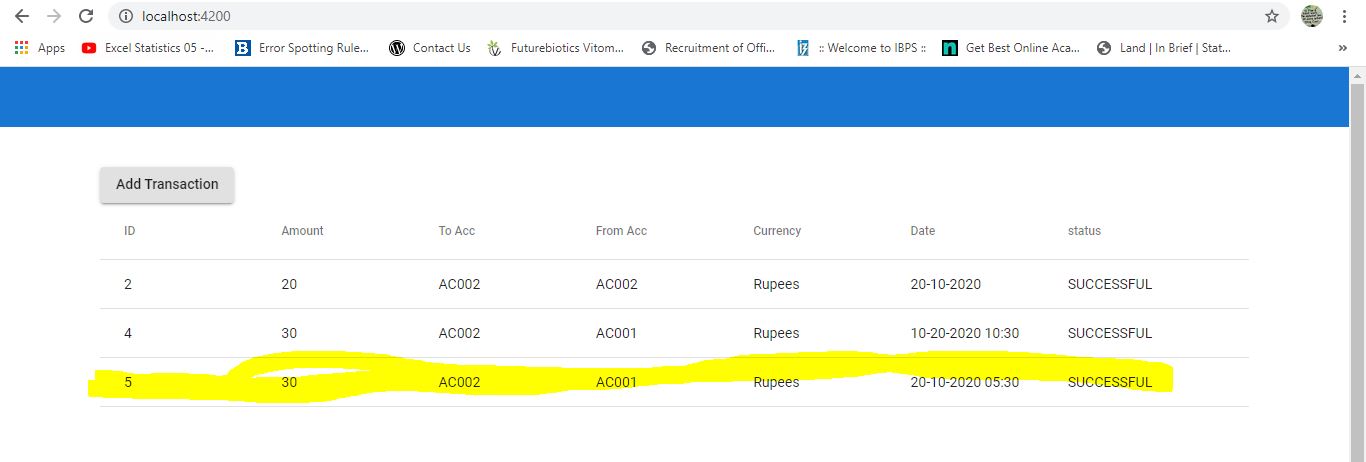 localhost:4200
Apps Excel Statistics 05 -... Error Spotting Rule... Contact Us Futurebiotics Vitom... Recruitment of Offi... :: Welcome to IBPS :: Get Best Online Aca... Land | In Brief | Stat... »
Add Transaction
ID Amount To Acc From Acc Currency Date status
2 20 AC002 AC002 Rupees 20-10-2020 SUCCESSFUL
4 30 AC002 AC001 Rupees 10-20-2020 10:30 SUCCESSFUL
5 30 AC002 AC001 Rupees 20-10-2020 05:30 SUCCESSFUL